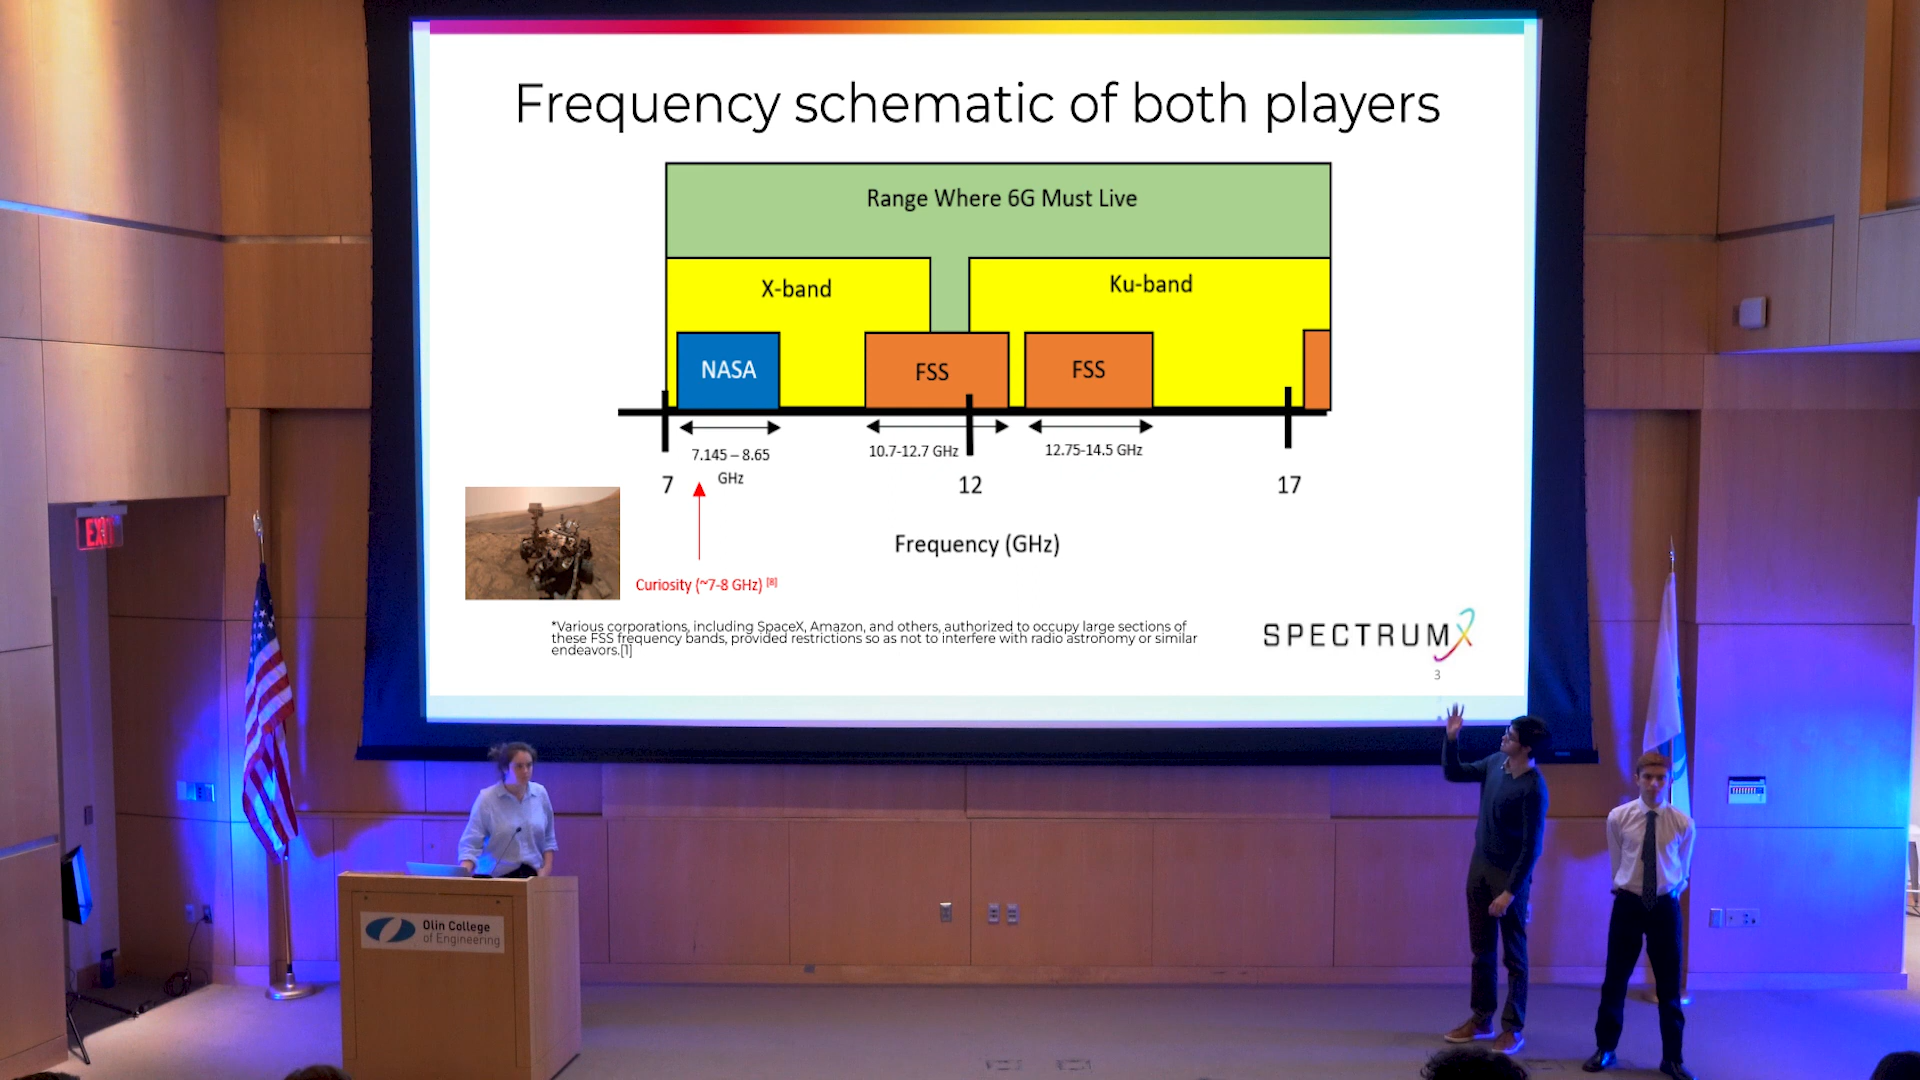 Frequency schematic of both players
Range Where 6G Must Live
X-band
Ku-band
NASA
FSS
FSS
7.145 – 8.65
GHz
10.7-12.7 GHz
12.75-14.5 GHz
7
12
17
Frequency (GHz)
Curiosity (~7-8 GHz) [8]
*Various corporations, including SpaceX, Amazon, and others, authorized to occupy large sections of
these FSS frequency bands, provided restrictions so as not to interfere with radio astronomy or similar
endeavors.[1]
SPECTRUMX
3
EXIT
Olin College
of Engineering